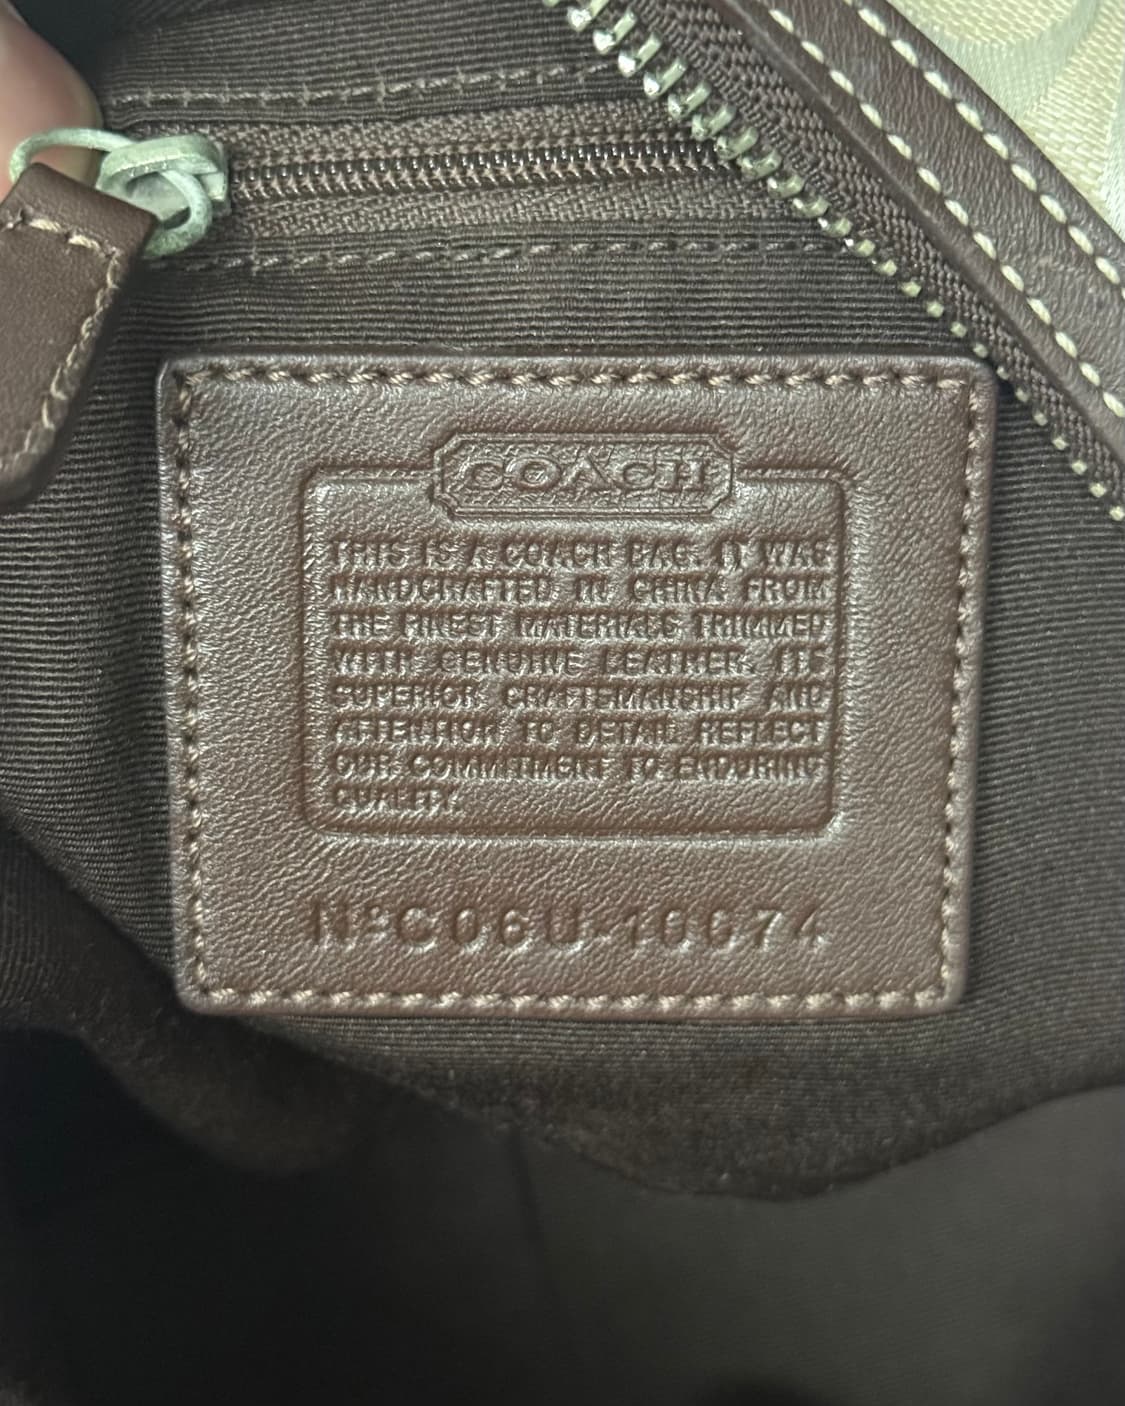 COACH
THIS IS A COACH BAG. IT WAS
HANDCRAFTED IN CHINA FROM
THE FINEST MATERIALS TRIMMED
WITH GENUINE LEATHER. ITS
SUPERIOR CRAFTSMANSHIP AND
ATTENTION TO DETAIL REFLECT
OUR COMMITMENT TO ENDURING
QUALITY.
Nº C06U-10674